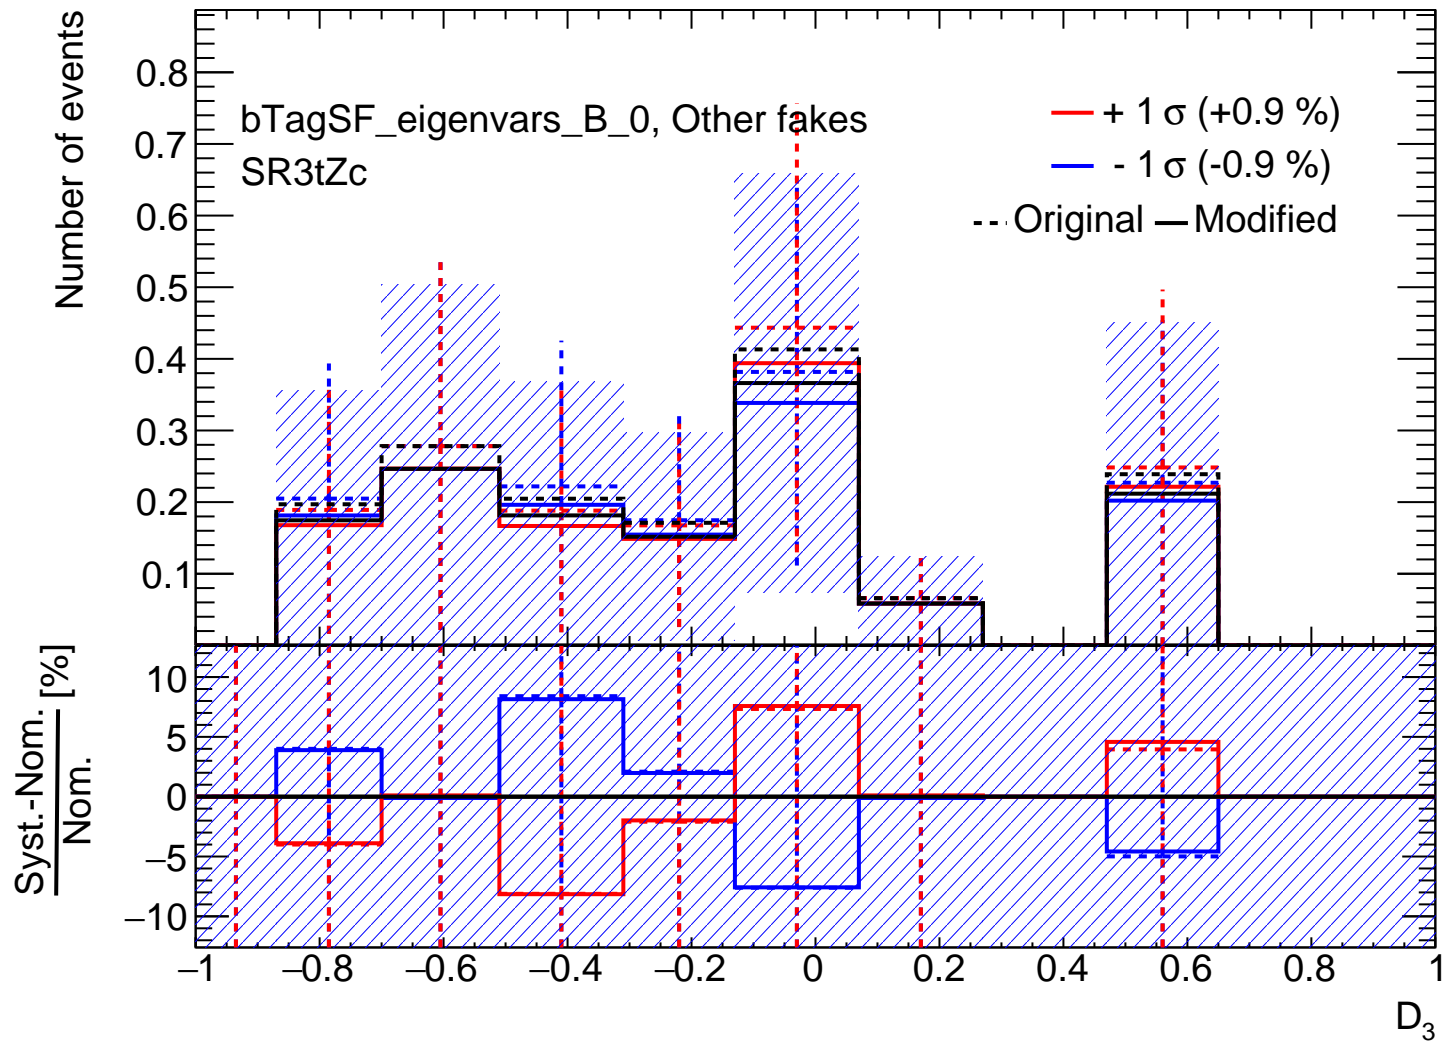 Number of events
0.8
0.7
0.6
0.5
0.4
0.3
0.2
0.1
bTagSF_eigenvars_B_0, Other fakes
SR3tZc
+ 1 σ (+0.9 %)
- 1 σ (-0.9 %)
Original
Modified
Syst.-Nom.
Nom.
[%]
10
5
0
−5
−10
−1 −0.8 −0.6 −0.4 −0.2 0 0.2 0.4 0.6 0.8 1
D3